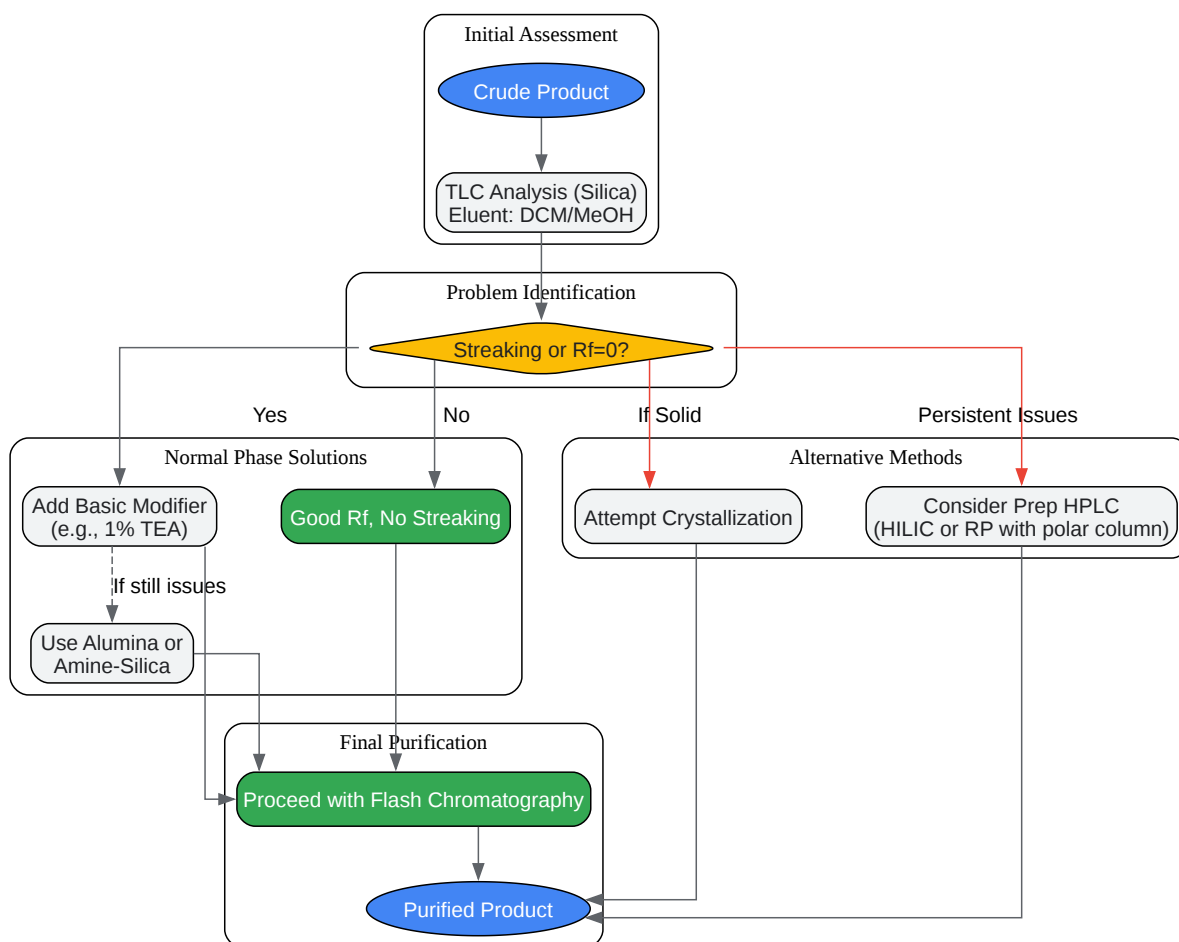 Initial Assessment
Crude Product
TLC Analysis (Silica)
Eluent: DCM/MeOH
Problem Identification
Streaking or Rf=0?
Yes
No
If Solid
Persistent Issues
Normal Phase Solutions
Alternative Methods
Add Basic Modifier
(e.g., 1% TEA)
Good Rf, No Streaking
Attempt Crystallization
Consider Prep HPLC
(HILIC or RP with polar column)
If still issues
Use Alumina or
Amine-Silica
Final Purification
Proceed with Flash Chromatography
Purified Product